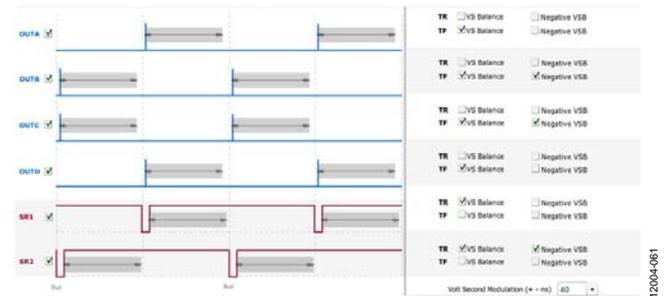 OUTA
TR VS Balance Negative VSB
TF VS Balance Negative VSB
OUTB
TR VS Balance Negative VSB
TF VS Balance Negative VSB
OUTC
TR VS Balance Negative VSB
TF VS Balance Negative VSB
OUTD
TR VS Balance Negative VSB
TF VS Balance Negative VSB
SR1
TR VS Balance Negative VSB
TF VS Balance Negative VSB
SR2
TR VS Balance Negative VSB
TF VS Balance Negative VSB
Volt Second Modulation (+ - ns) 40
12004-061